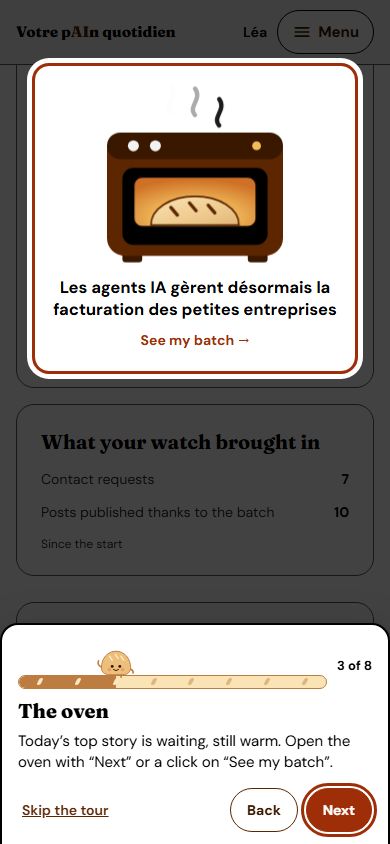 Votre pAIn quotidien
Léa
Menu
Les agents IA gèrent désormais la
facturation des petites entreprises
See my batch →
What your watch brought in
Contact requests 7
Posts published thanks to the batch 10
Since the start
3 of 8
The oven
Today’s top story is waiting, still warm. Open the
oven with “Next” or a click on “See my batch”.
Skip the tour
Back
Next